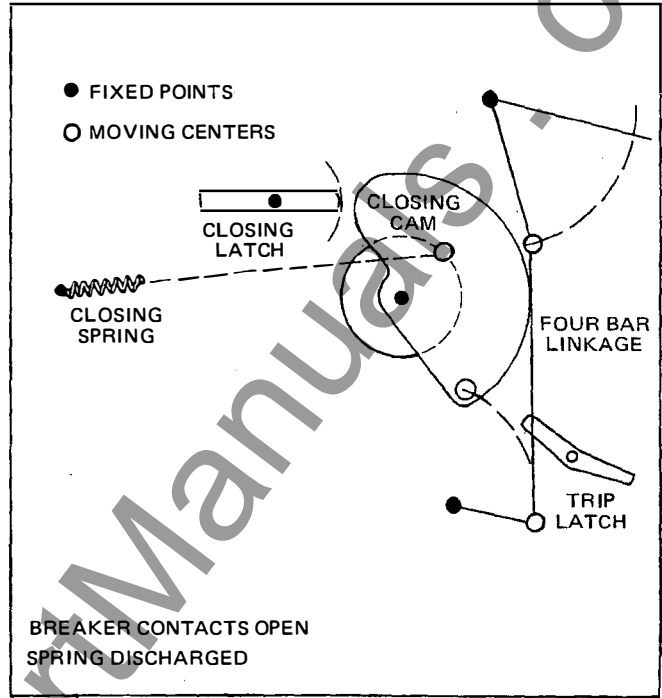 FIXED POINTS
MOVING CENTERS
CLOSING
LATCH
CLOSING
CAM
CLOSING
SPRING
FOUR BAR
LINKAGE
TRIP
LATCH
BREAKER CONTACTS OPEN
SPRING DISCHARGED